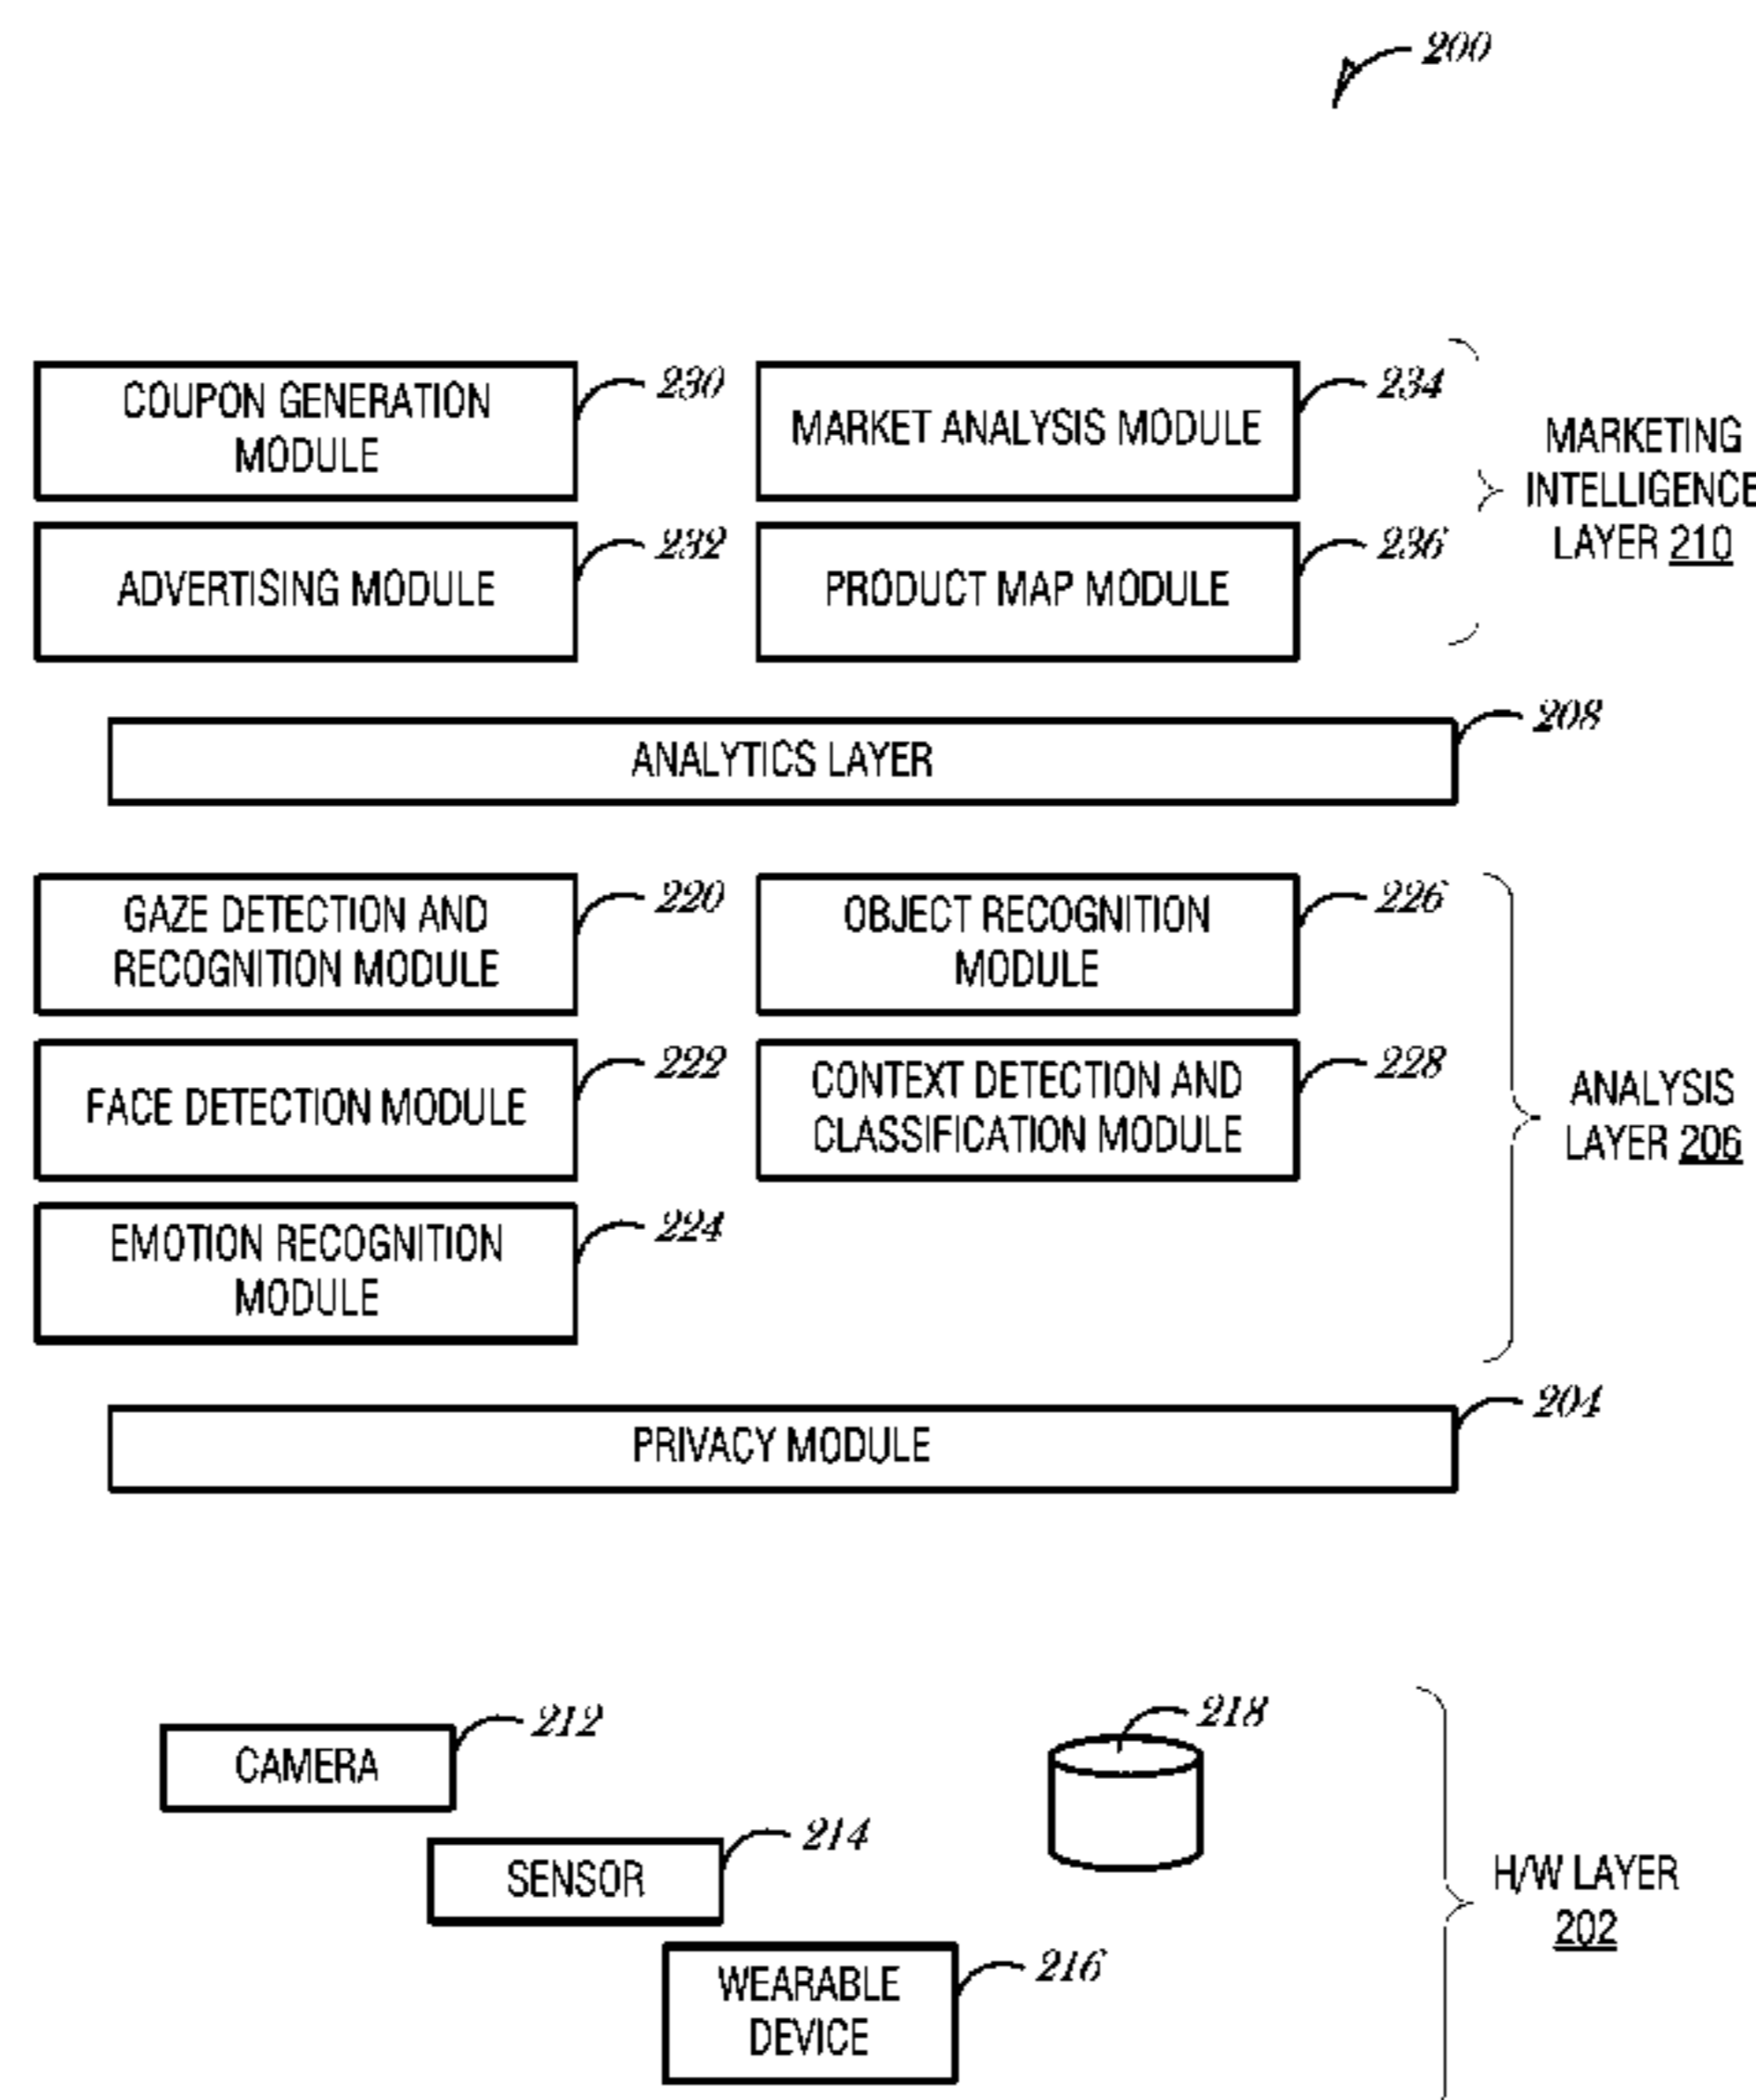 200
COUPON GENERATION
MODULE
230
MARKET ANALYSIS MODULE
234
ADVERTISING MODULE
232
PRODUCT MAP MODULE
236
MARKETING
INTELLIGENCE
LAYER 210
ANALYTICS LAYER
208
GAZE DETECTION AND
RECOGNITION MODULE
220
OBJECT RECOGNITION
MODULE
226
FACE DETECTION MODULE
222
CONTEXT DETECTION AND
CLASSIFICATION MODULE
228
EMOTION RECOGNITION
MODULE
224
ANALYSIS
LAYER 206
PRIVACY MODULE
204
CAMERA
212
SENSOR
214
WEARABLE
DEVICE
216
218
H/W LAYER
202